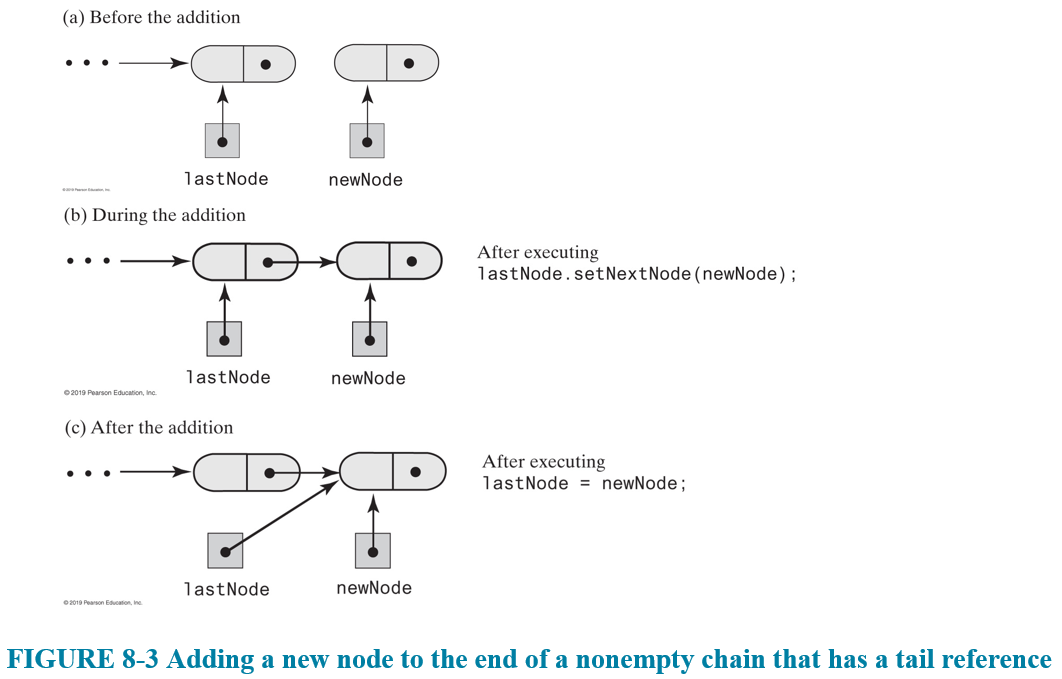 (a) Before the addition
lastNode
newNode
© 2019 Pearson Education, Inc.
(b) During the addition
After executing
lastNode.setNextNode(newNode);
lastNode
newNode
© 2019 Pearson Education, Inc.
(c) After the addition
After executing
lastNode = newNode;
lastNode
newNode
© 2019 Pearson Education, Inc.
FIGURE 8-3 Adding a new node to the end of a nonempty chain that has a tail reference